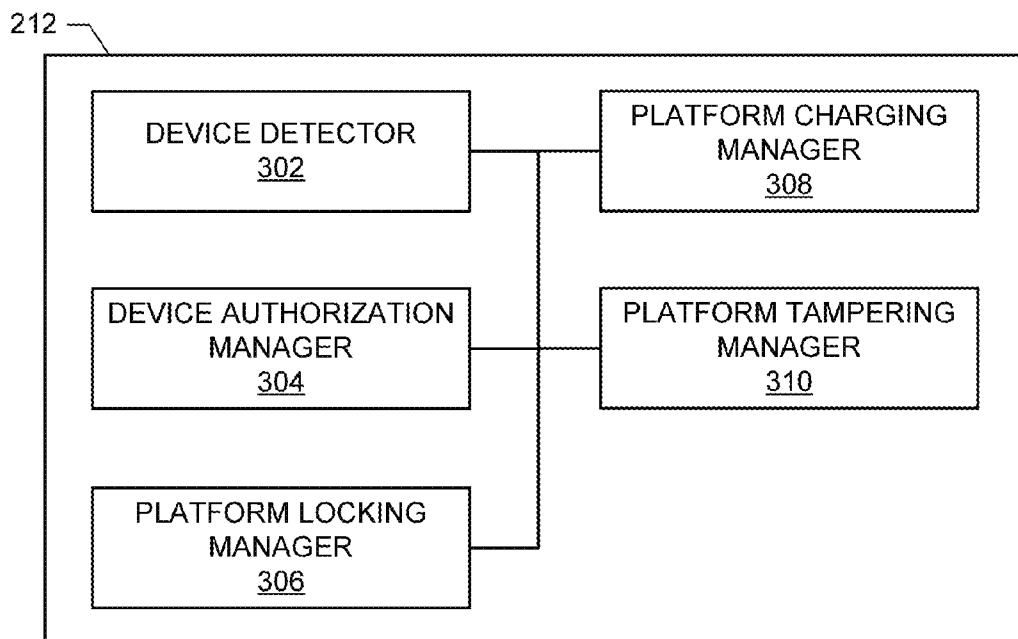 212
DEVICE DETECTOR
302
PLATFORM CHARGING
MANAGER
308
DEVICE AUTHORIZATION
MANAGER
304
PLATFORM TAMPERING
MANAGER
310
PLATFORM LOCKING
MANAGER
306